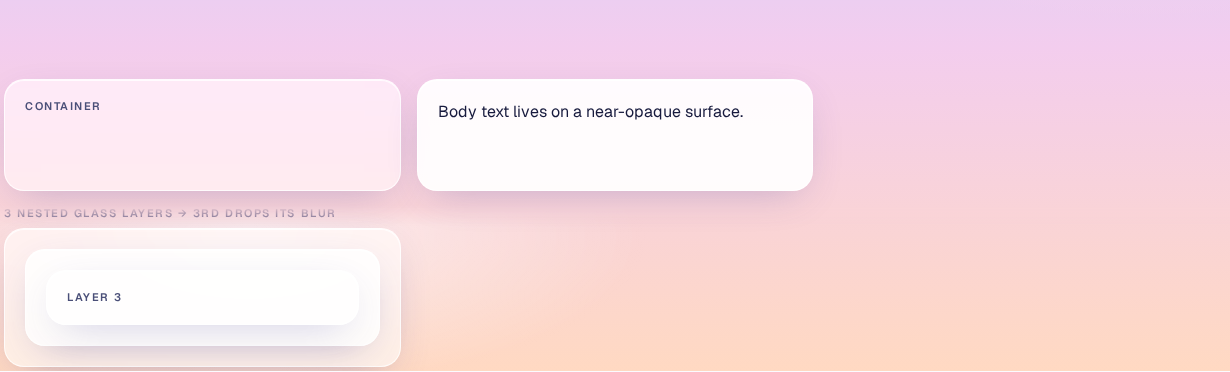 CONTAINER
Body text lives on a near-opaque surface.
3 NESTED GLASS LAYERS → 3RD DROPS ITS BLUR
LAYER 3